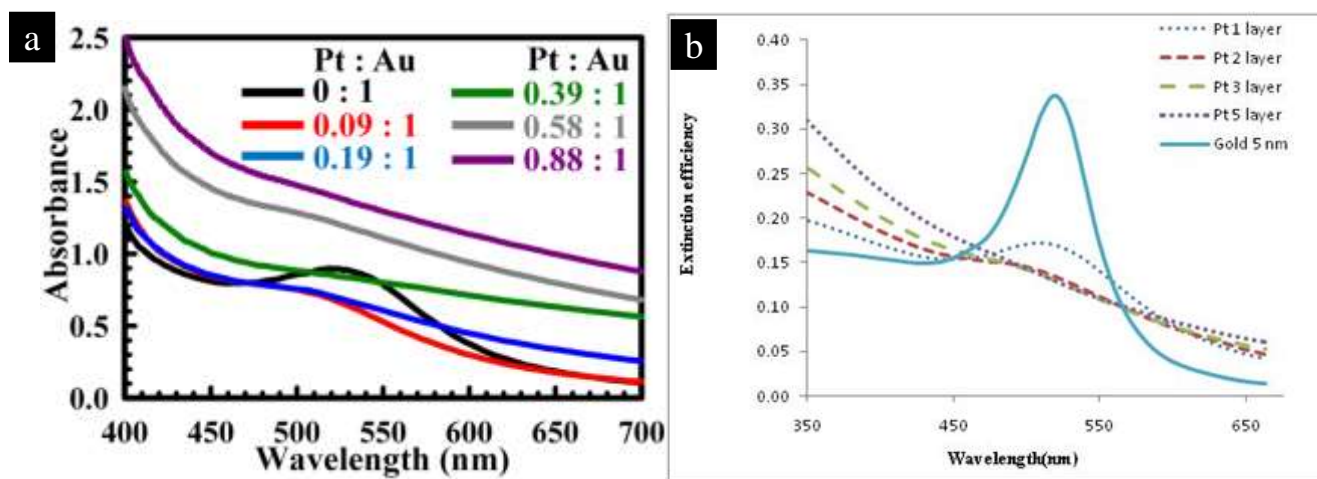 a
2.5
2.0
1.5
1.0
0.5
0.0
Absorbance
Pt : Au
0 : 1
0.09 : 1
0.19 : 1
Pt : Au
0.39 : 1
0.58 : 1
0.88 : 1
400 450 500 550 600 650 700
Wavelength (nm)
b
0.40
0.35
0.30
0.25
0.20
0.15
0.10
0.05
0.00
Extinction efficiency
Pt 1 layer
Pt 2 layer
Pt 3 layer
Pt 5 layer
Gold 5 nm
350 450 550 650
Wavelength(nm)